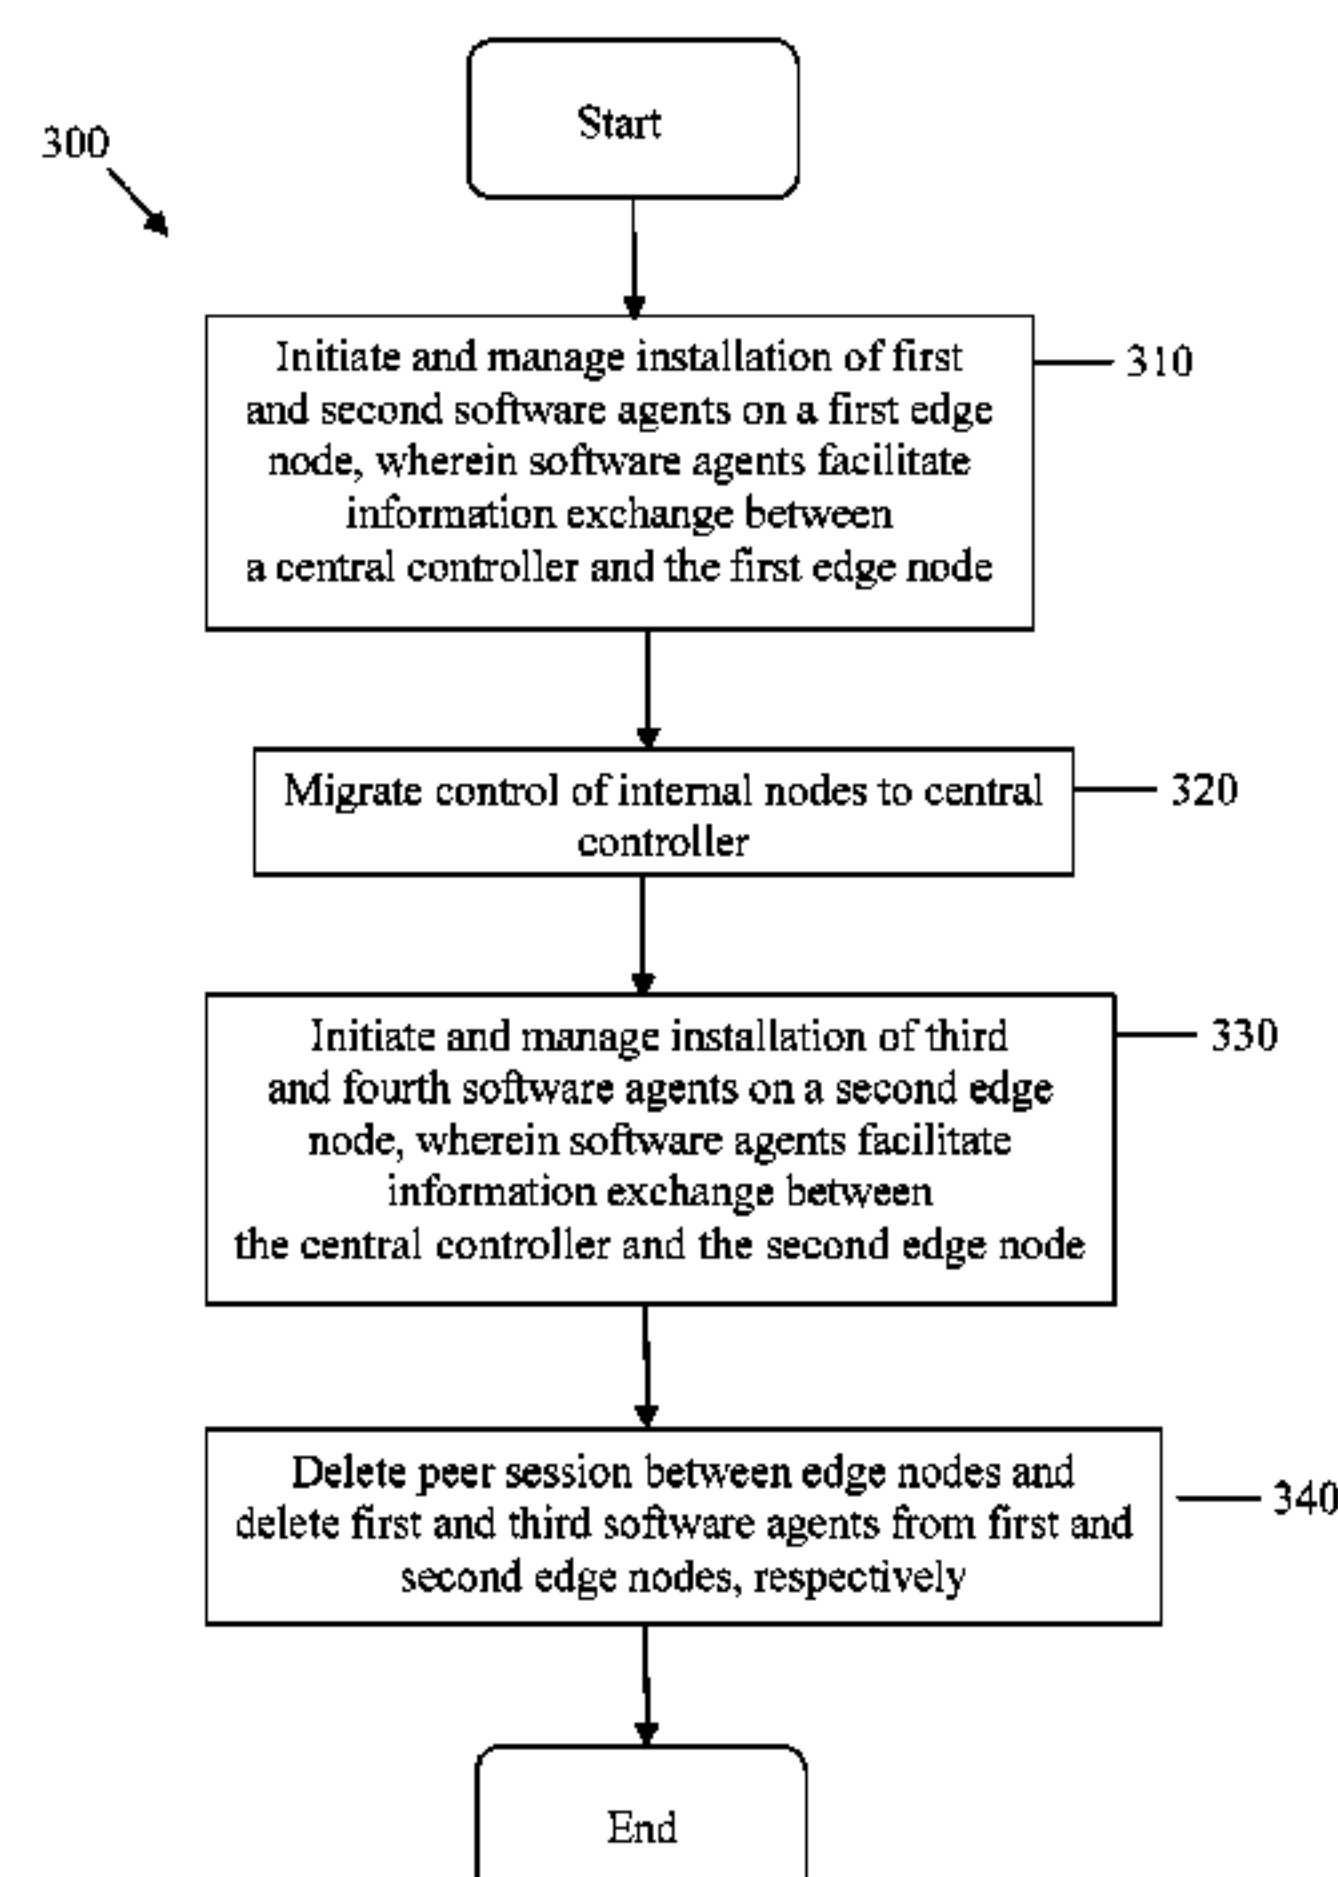 Start
300
Initiate and manage installation of first
and second software agents on a first edge
node, wherein software agents facilitate
information exchange between
a central controller and the first edge node
310
Migrate control of internal nodes to central
controller
320
Initiate and manage installation of third
and fourth software agents on a second edge
node, wherein software agents facilitate
information exchange between
the central controller and the second edge node
330
Delete peer session between edge nodes and
delete first and third software agents from first and
second edge nodes, respectively
340
End